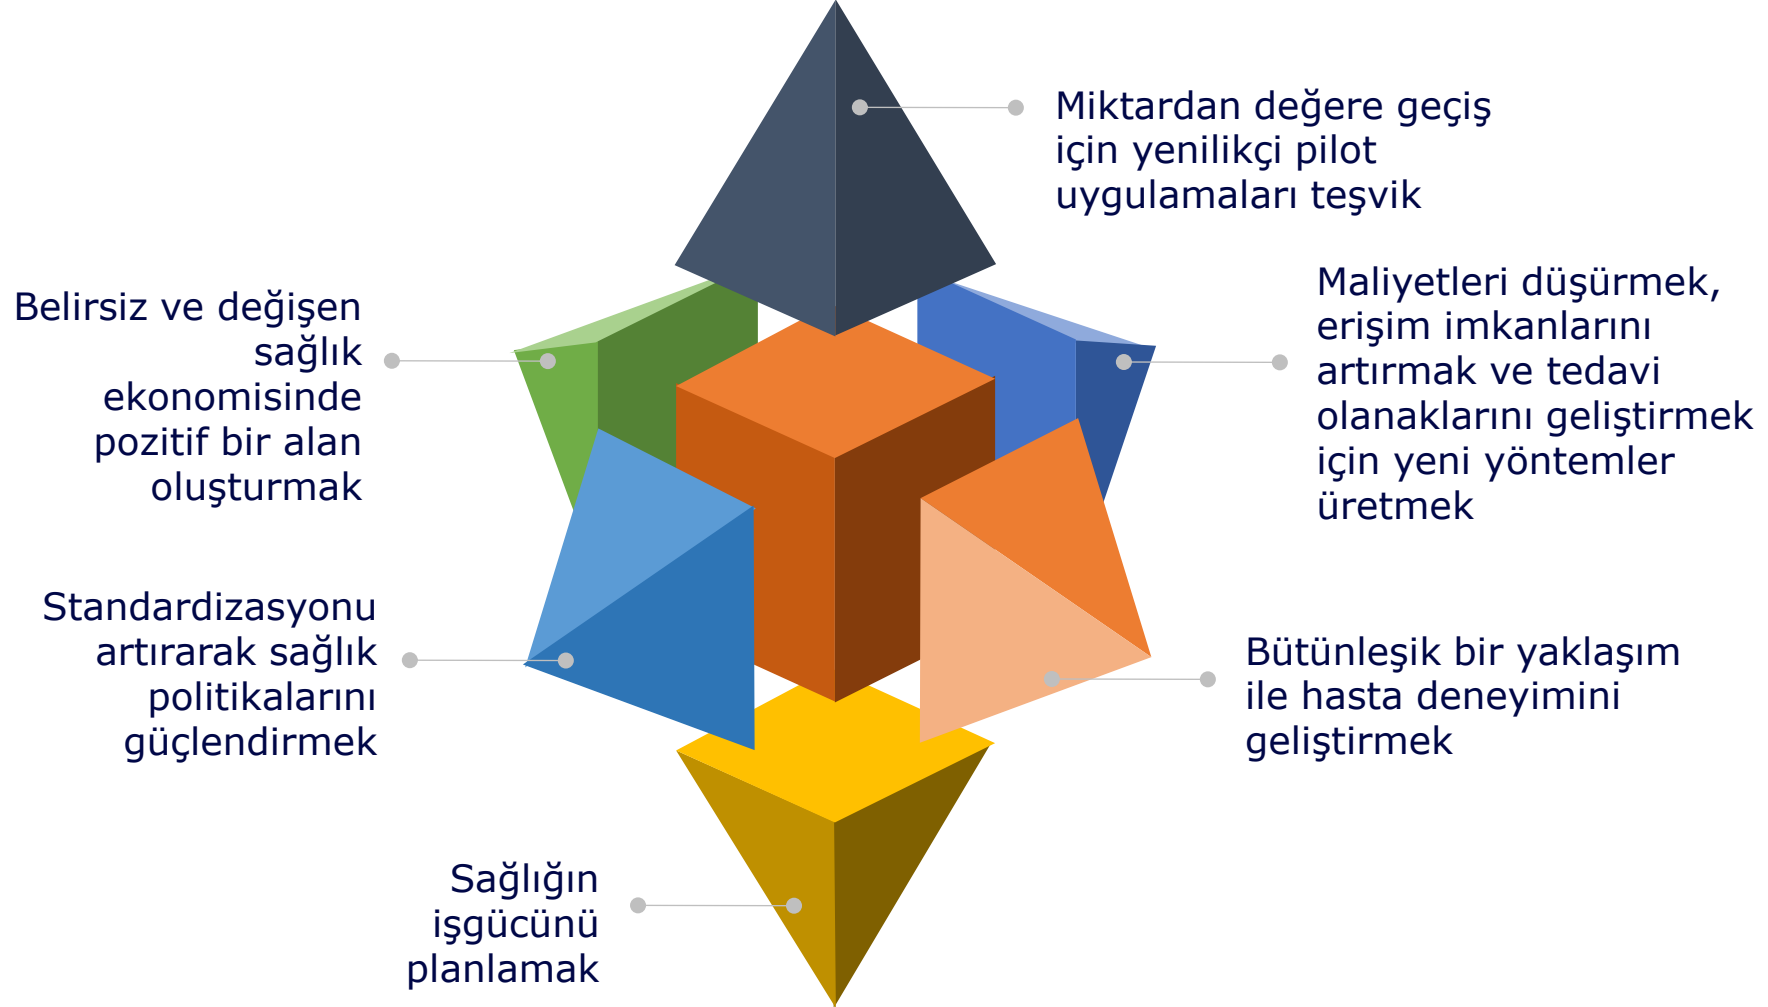 Miktardan değere geçiş
için yenilikçi pilot
uygulamaları teşvik
Belirsiz ve değişen
sağlık
ekonomisinde
pozitif bir alan
oluşturmak
Maliyetleri düşürmek,
erişim imkanlarını
artırmak ve tedavi
olanaklarını geliştirmek
için yeni yöntemler
üretmek
Standardizasyonu
artırarak sağlık
politikalarını
güçlendirmek
Bütünleşik bir yaklaşım
ile hasta deneyimini
geliştirmek
Sağlığın
işgücünü
planlamak